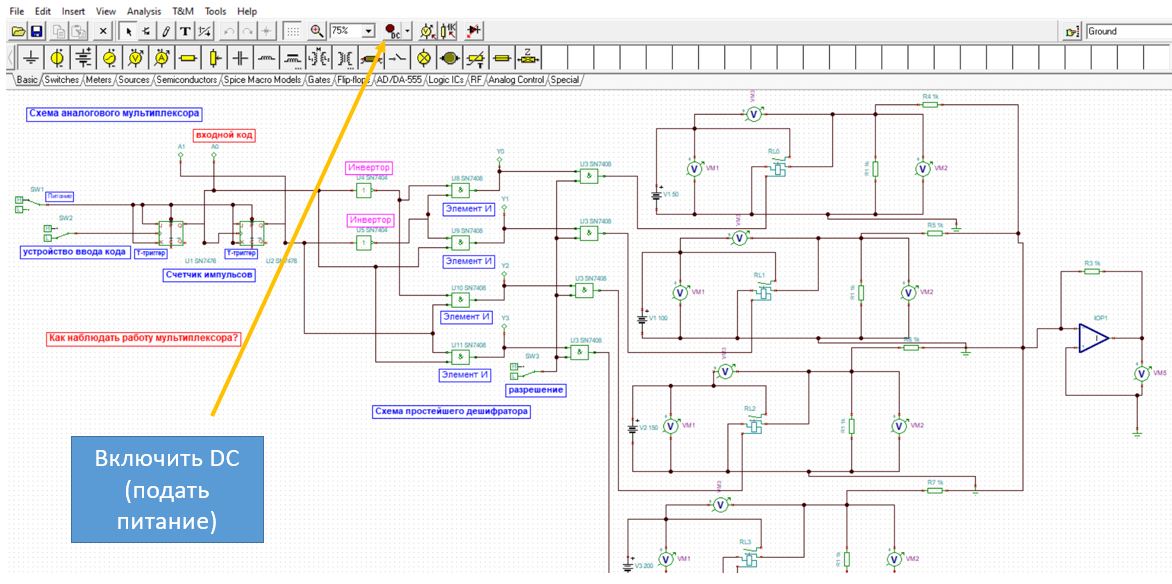 File Edit Insert View Analysis T&M Tools Help
75% DC Ground
Basic Switches Meters Sources Semiconductors Spice Macro Models Gates Flip-flops AD/DA-555 Logic ICs RF Analog Control Special
Схема аналогового мультиплексора
входной код
A1 A0
SW1
Питание
SW2
устройство ввода кода
Т-триггер
Т-триггер
U1 SN7476
U2 SN7476
Счетчик импульсов
Как наблюдать работу мультиплексора?
Инвертор
U4 SN7404
Инвертор
U5 SN7404
Y0
U8 SN7408
&
Элемент И
Y1
U9 SN7408
&
Элемент И
Y2
U10 SN7408
&
Элемент И
Y3
U11 SN7408
&
Элемент И
SW3
разрешение
Схема простейшего дешифратора
U3 SN7408
&
U3 SN7408
&
U3 SN7408
&
U3 SN7408
&
VM3
V
R4 1k
RL0
V VM1
R1 1k
V VM2
V1 50
VM3
V
R5 1k
RL1
V VM1
R1 1k
V VM2
V1 100
VM3
V
RL2
V VM1
R1 1k
V VM2
V2 150
VM3
V
R7 1k
RL3
V VM1
R1 1k
V VM2
V3 200
R3 1k
IOP1
V VM5
Включить DC
(подать
питание)